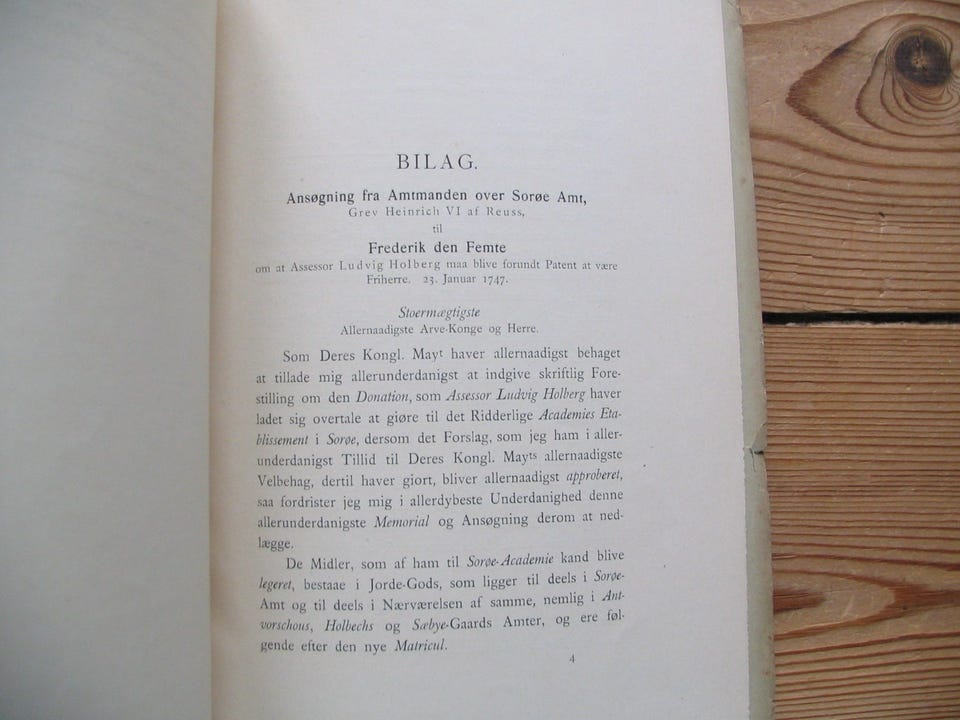 BILAG.
Ansøgning fra Amtmanden over Sorøe Amt,
Grev Heinrich VI af Reuss,
til
Frederik den Femte
om at Assessor Ludvig Holberg maa blive forundt Patent at være
Friherre. 23. Januar 1747.
Stoermægtigste
Allernaadigste Arve-Konge og Herre.
Som Deres Kongl. Mayt haver allernaadigst behaget
at tillade mig allerunderdanigst at indgive skriftlig Fore-
stilling om den Donation, som Assessor Ludvig Holberg haver
ladet sig overtale at giøre til det Ridderlige Academies Eta-
blissement i Sorøe, dersom det Forslag, som jeg ham i aller-
underdanigst Tillid til Deres Kongl. Mayts allernaadigste
Velbehag, dertil haver giort, bliver allernaadigst approberet,
saa fordrister jeg mig i allerdybeste Underdanighed denne
allerunderdanigste Memorial og Ansøgning derom at ned-
lægge.
De Midler, som af ham til Sorøe-Academie kand blive
legeret, bestaae i Jorde-Gods, som ligger til deels i Sorøe-
Amt og til deels i Nærværelsen af samme, nemlig i Ant-
vorschous, Holbechs og Sæbye-Gaards Amter, og ere føl-
gende efter den nye Matricul.
4